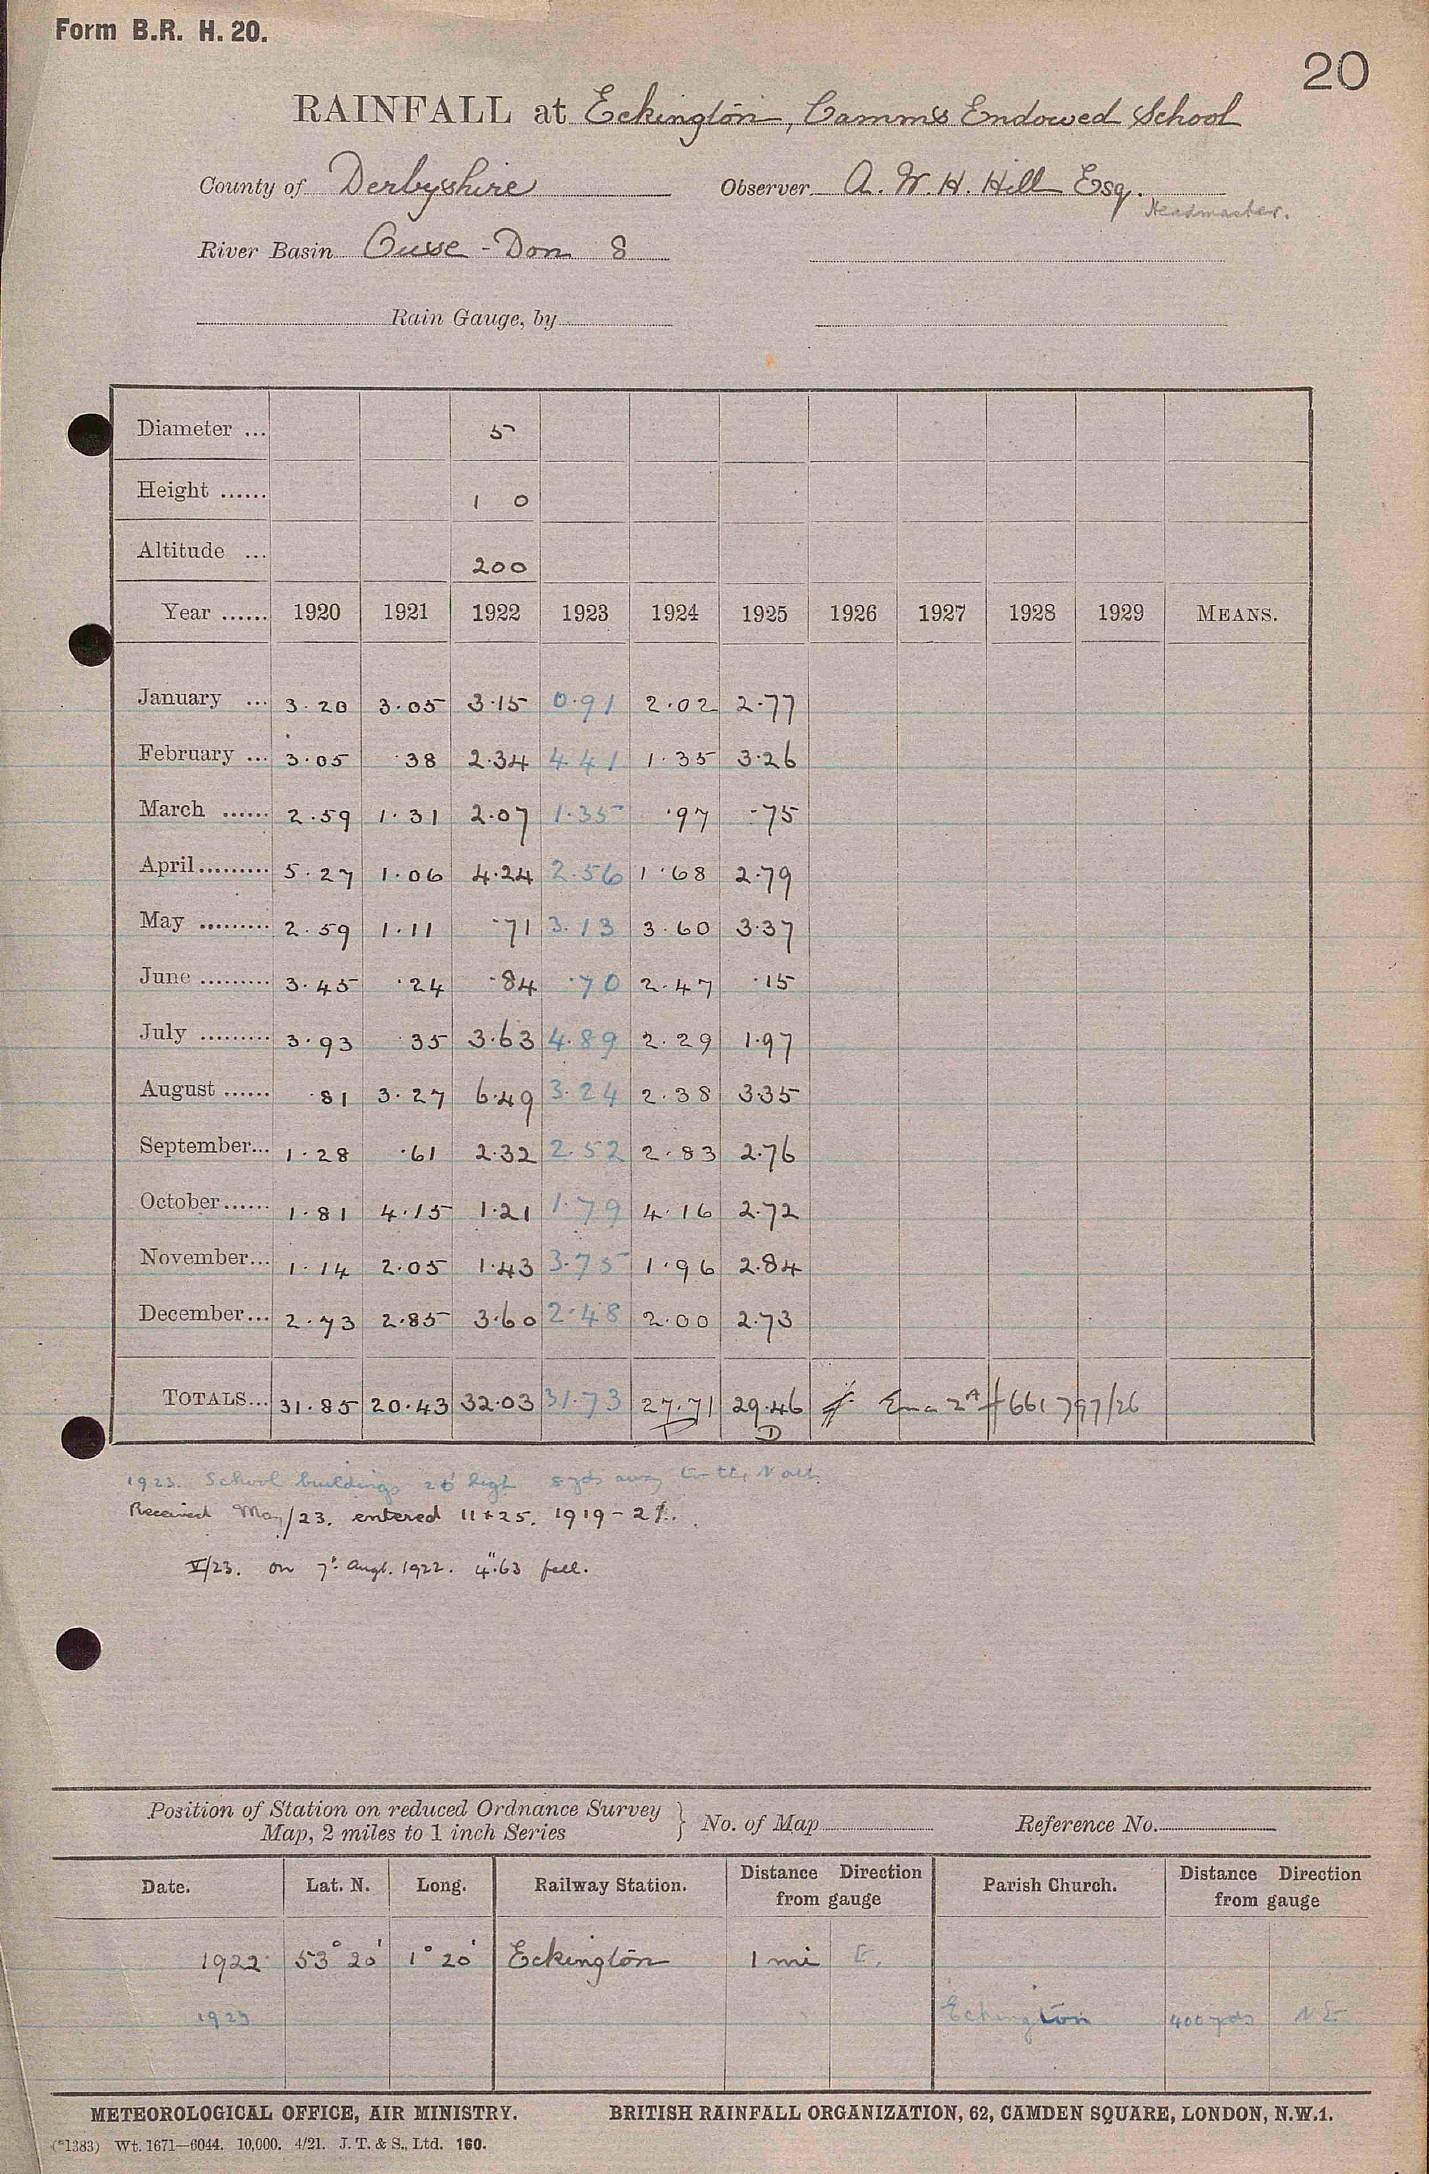 Form B.R. H. 20.
20
RAINFALL at Eckington, Camms Endowed School
County of Derbyshire Observer A. W. H. Hill Esq.
Headmaster.
River Basin Ouse - Don 8
Rain Gauge, by
Diameter ... 5
Height ...... 1 0
Altitude ... 200
Year ...... 1920 1921 1922 1923 1924 1925 1926 1927 1928 1929 MEANS.
January ... 3.20 3.05 3.15 0.91 2.02 2.77
February ... 3.05 .38 2.34 4.41 1.35 3.26
March ...... 2.59 1.31 2.07 1.35 .97 .75
April......... 5.27 1.06 4.24 2.56 1.68 2.79
May ......... 2.59 1.11 .71 3.13 3.60 3.37
June ......... 3.45 .24 .84 .70 2.47 .15
July ......... 3.93 .35 3.63 4.89 2.29 1.97
August ...... .81 3.27 6.49 3.24 2.38 3.35
September... 1.28 .61 2.32 2.52 2.83 2.76
October...... 1.81 4.15 1.21 1.79 4.16 2.72
November... 1.14 2.05 1.43 3.75 1.96 2.84
December... 2.73 2.85 3.60 2.48 2.00 2.73
TOTALS... 31.85 20.43 32.03 31.73 27.71 29.46 661797/26
D D
1923. School buildings high 8 yds away to the North
Received May/23. entered 11+25. 1919-21.
V/23. on 7th Augt. 1922. 4".63 fell.
Position of Station on reduced Ordnance Survey
Map, 2 miles to 1 inch Series } No. of Map Reference No.
Date. Lat. N. Long. Railway Station. Distance Direction from gauge Parish Church. Distance Direction from gauge
1922 53° 20' 1° 20' Eckington 1 mi E.
1923 Eckington 400 yds NE
METEOROLOGICAL OFFICE, AIR MINISTRY. BRITISH RAINFALL ORGANIZATION, 62, CAMDEN SQUARE, LONDON, N.W.1.
(*1383) Wt. 1671—6044. 10,000. 4/21. J. T. & S., Ltd. 160.